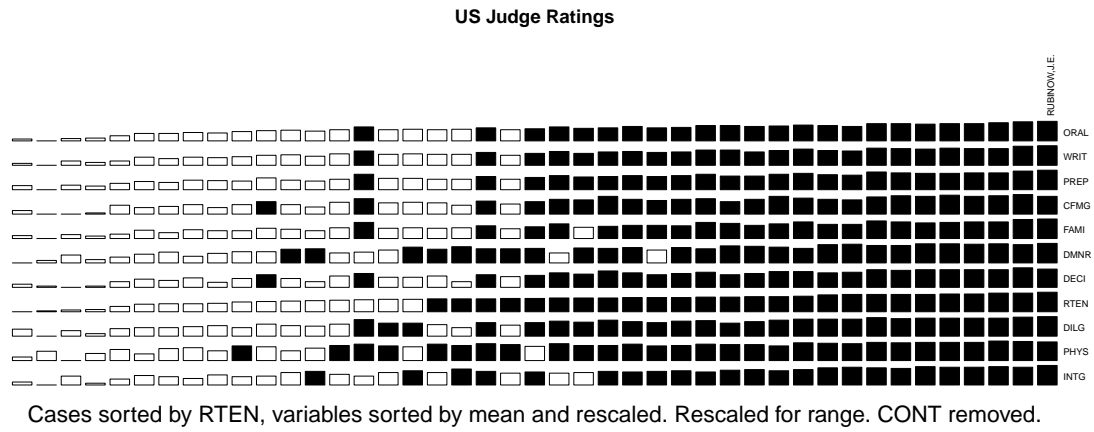 US Judge Ratings
RUBINOW,J.E.
ORAL
WRIT
PREP
CFMG
FAMI
DMNR
DECI
RTEN
DILG
PHYS
INTG
Cases sorted by RTEN, variables sorted by mean and rescaled. Rescaled for range. CONT removed.